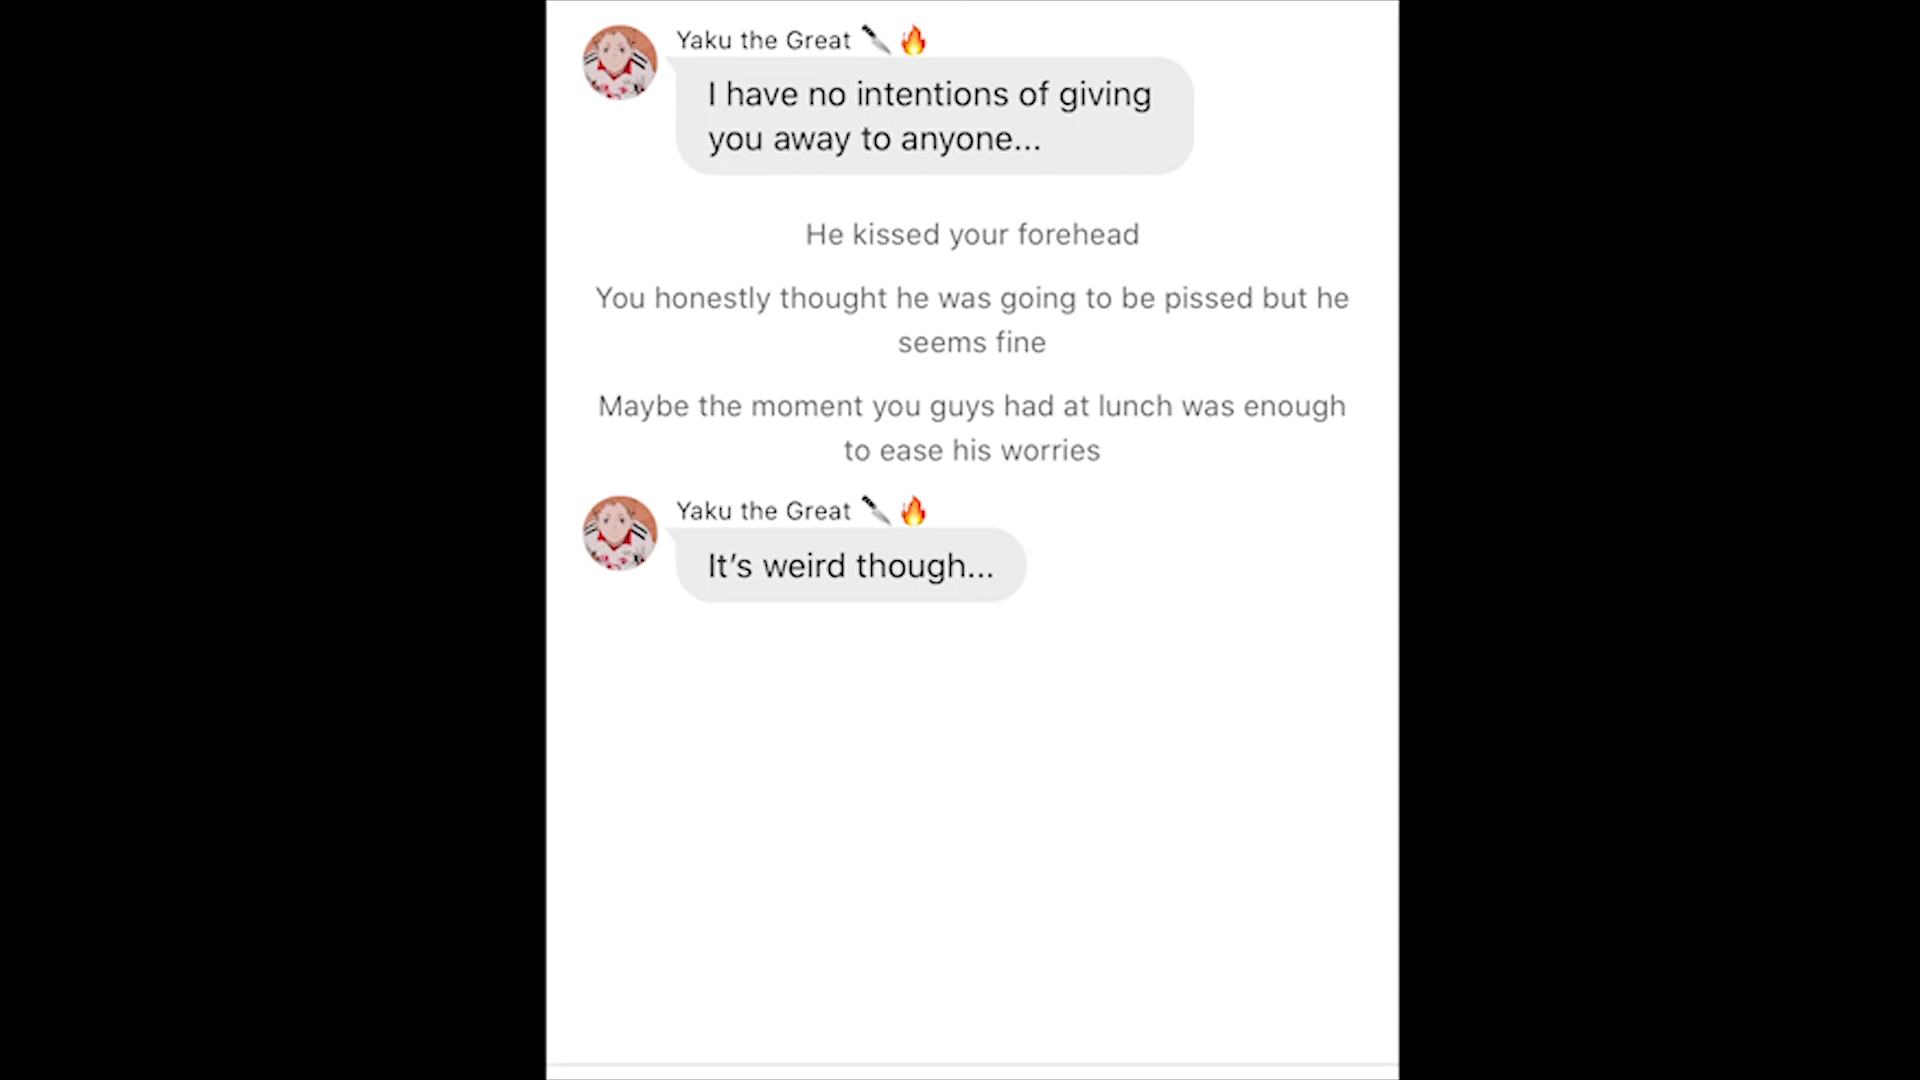 Yaku the Great 🔪🔥
I have no intentions of giving
you away to anyone...
He kissed your forehead
You honestly thought he was going to be pissed but he
seems fine
Maybe the moment you guys had at lunch was enough
to ease his worries
Yaku the Great 🔪🔥
It’s weird though...